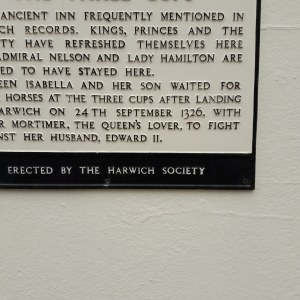 THE THREE CUPS
ANCIENT INN FREQUENTLY MENTIONED IN
CH RECORDS. KINGS, PRINCES AND THE
TY HAVE REFRESHED THEMSELVES HERE
ADMIRAL NELSON AND LADY HAMILTON ARE
ED TO HAVE STAYED HERE.
EEN ISABELLA AND HER SON WAITED FOR
HORSES AT THE THREE CUPS AFTER LANDING
ARWICH ON 24TH SEPTEMBER 1326, WITH
R MORTIMER, THE QUEEN'S LOVER, TO FIGHT
NST HER HUSBAND, EDWARD II.
ERECTED BY THE HARWICH SOCIETY